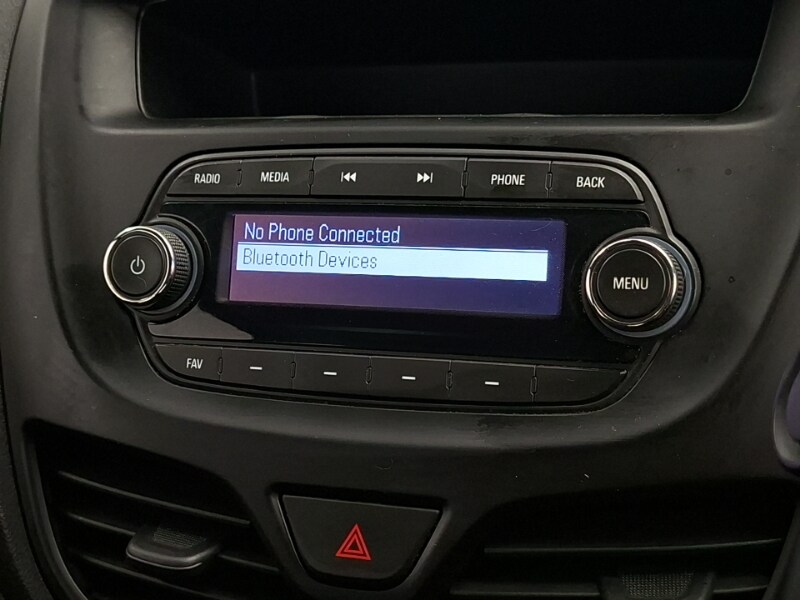 RADIO MEDIA PHONE BACK
No Phone Connected
Bluetooth Devices
MENU
FAV